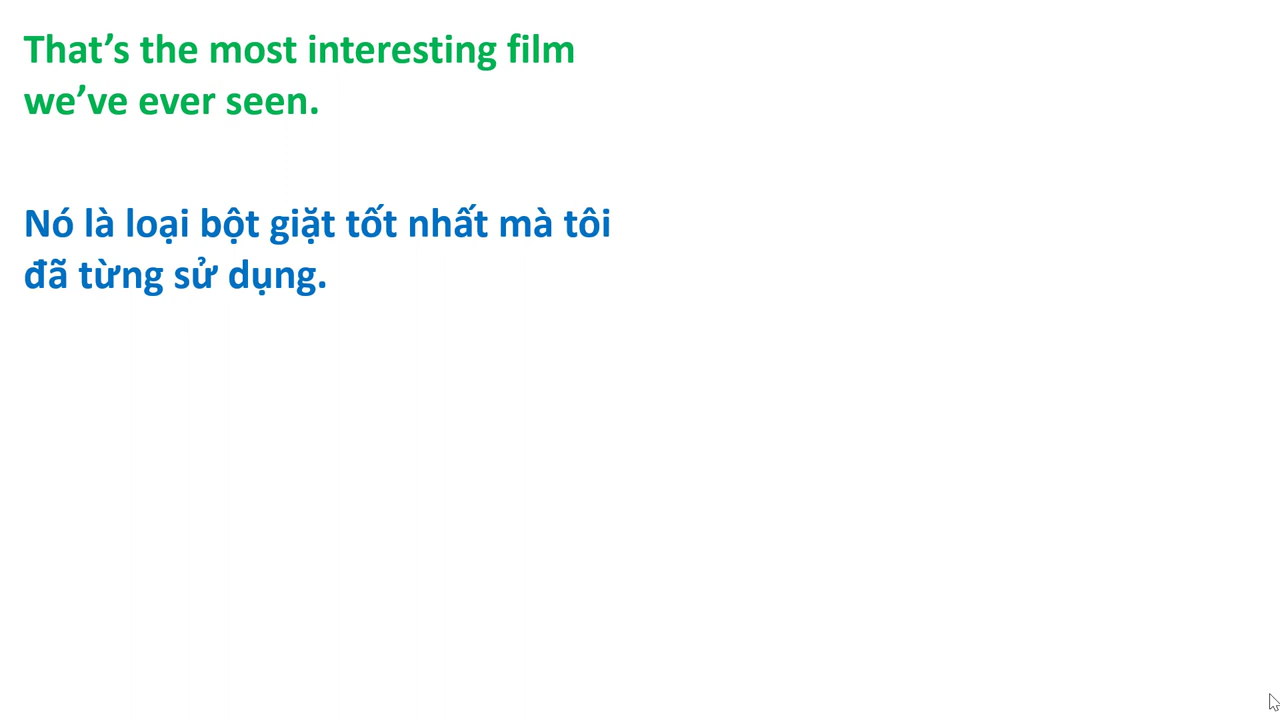 That’s the most interesting film
we’ve ever seen.
Nó là loại bột giặt tốt nhất mà tôi
đã từng sử dụng.